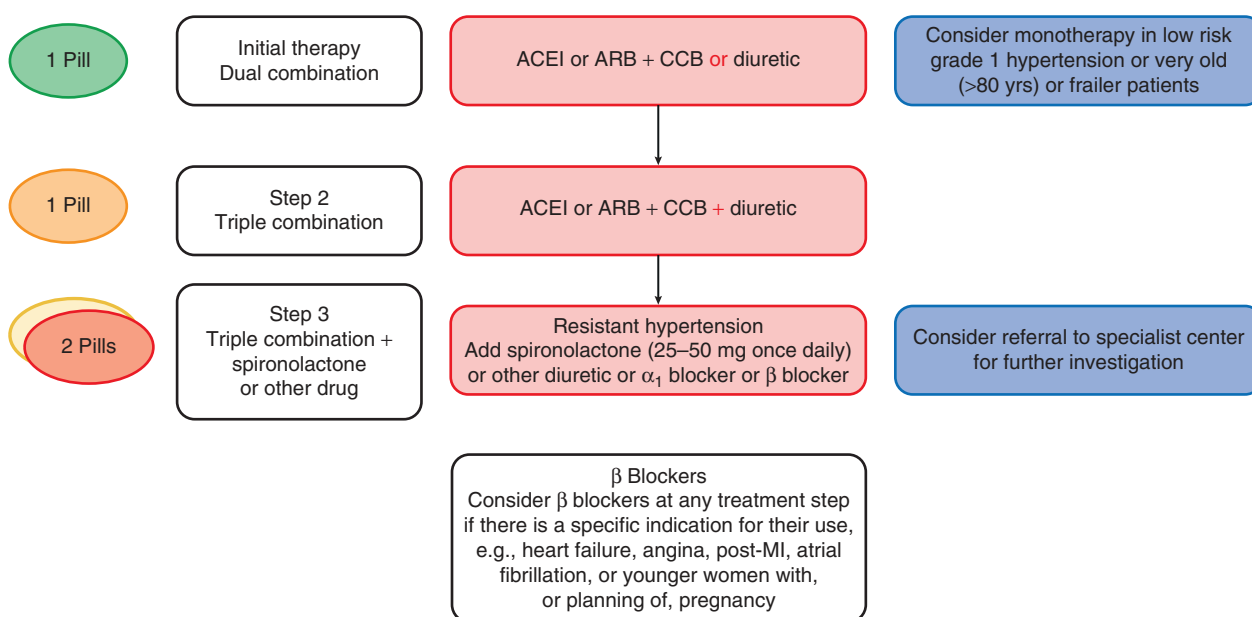 1 Pill
Initial therapy
Dual combination
ACEI or ARB + CCB or diuretic
Consider monotherapy in low risk
grade 1 hypertension or very old
(>80 yrs) or frailer patients
1 Pill
Step 2
Triple combination
ACEI or ARB + CCB + diuretic
2 Pills
Step 3
Triple combination +
spironolactone
or other drug
Resistant hypertension
Add spironolactone (25–50 mg once daily)
or other diuretic or α₁ blocker or β blocker
Consider referral to specialist center
for further investigation
β Blockers
Consider β blockers at any treatment step
if there is a specific indication for their use,
e.g., heart failure, angina, post-MI, atrial
fibrillation, or younger women with,
or planning of, pregnancy